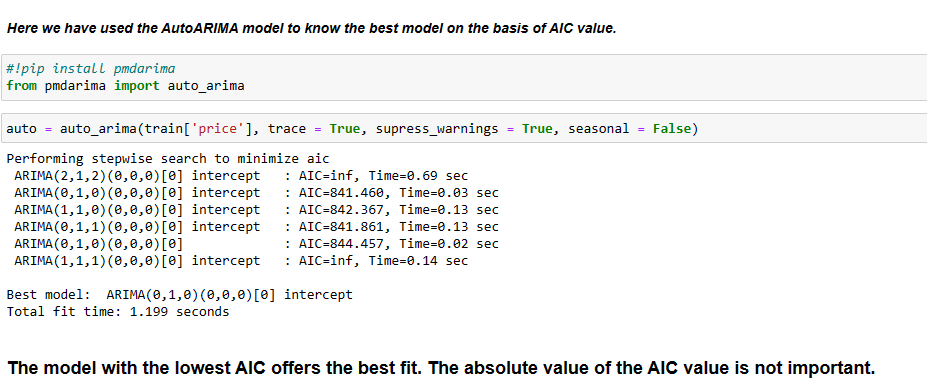 Here we have used the AutoARIMA model to know the best model on the basis of AIC value.
#!pip install pmdarima
from pmdarima import auto_arima
auto = auto_arima(train['price'], trace = True, supress_warnings = True, seasonal = False)
Performing stepwise search to minimize aic
ARIMA(2,1,2)(0,0,0)[0] intercept   : AIC=inf, Time=0.69 sec
ARIMA(0,1,0)(0,0,0)[0] intercept   : AIC=841.460, Time=0.03 sec
ARIMA(1,1,0)(0,0,0)[0] intercept   : AIC=842.367, Time=0.13 sec
ARIMA(0,1,1)(0,0,0)[0] intercept   : AIC=841.861, Time=0.13 sec
ARIMA(0,1,0)(0,0,0)[0]             : AIC=844.457, Time=0.02 sec
ARIMA(1,1,1)(0,0,0)[0] intercept   : AIC=inf, Time=0.14 sec
Best model:  ARIMA(0,1,0)(0,0,0)[0] intercept
Total fit time: 1.199 seconds
The model with the lowest AIC offers the best fit. The absolute value of the AIC value is not important.